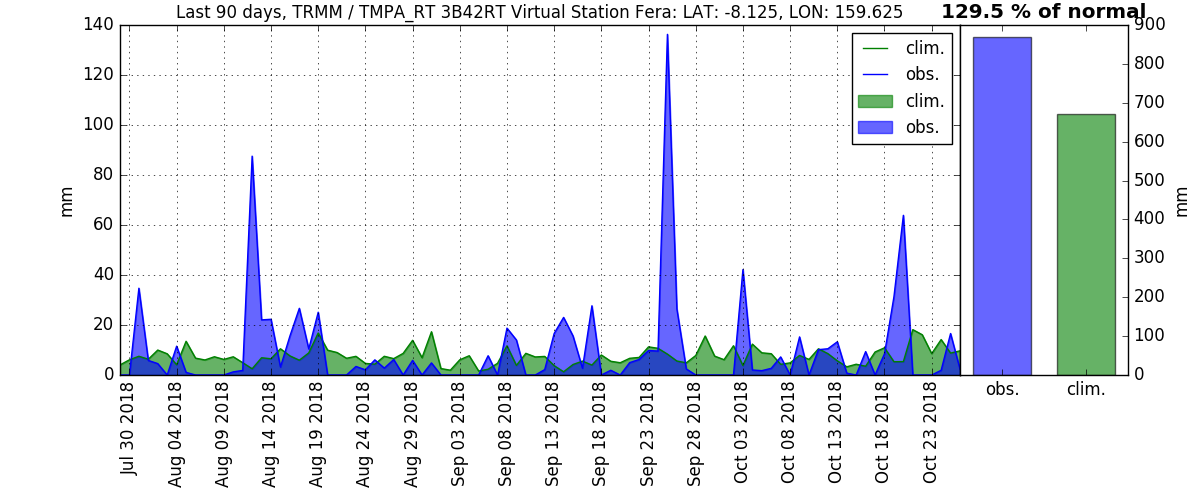 Last 90 days, TRMM / TMPA_RT 3B42RT Virtual Station Fera: LAT: -8.125, LON: 159.625
129.5 % of normal
140
120
100
80
60
40
20
0
mm
clim.
obs.
clim.
obs.
900
800
700
600
500
400
300
200
100
0
mm
Jul 30 2018
Aug 04 2018
Aug 09 2018
Aug 14 2018
Aug 19 2018
Aug 24 2018
Aug 29 2018
Sep 03 2018
Sep 08 2018
Sep 13 2018
Sep 18 2018
Sep 23 2018
Sep 28 2018
Oct 03 2018
Oct 08 2018
Oct 13 2018
Oct 18 2018
Oct 23 2018
obs.
clim.